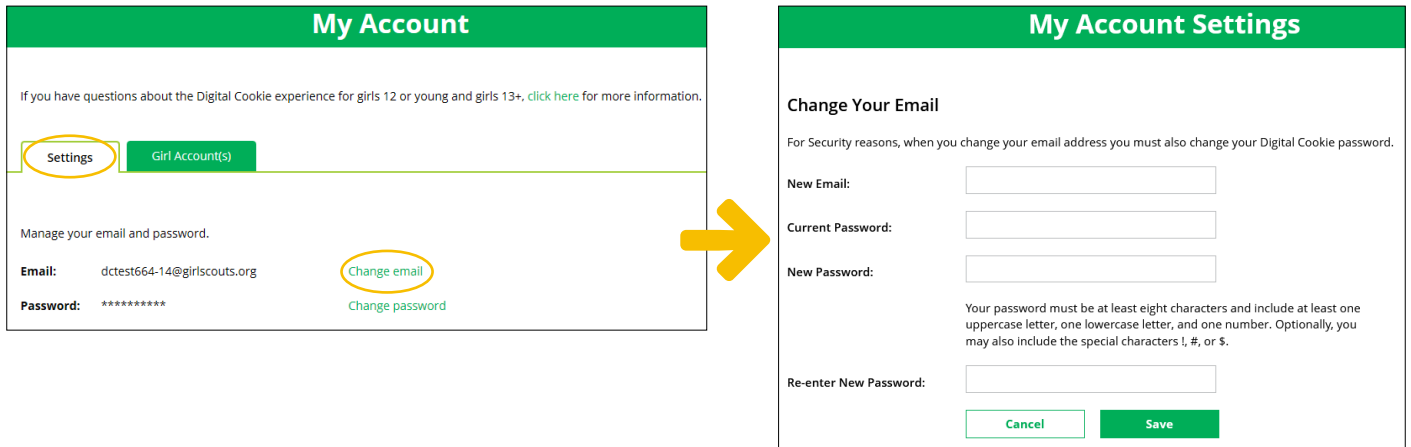 My Account
If you have questions about the Digital Cookie experience for girls 12 or young and girls 13+, click here for more information.
Settings
Girl Account(s)
Manage your email and password.
Email: dctest664-14@girlscouts.org Change email
Password: ********** Change password
My Account Settings
Change Your Email
For Security reasons, when you change your email address you must also change your Digital Cookie password.
New Email:
Current Password:
New Password:
Your password must be at least eight characters and include at least one
uppercase letter, one lowercase letter, and one number. Optionally, you
may also include the special characters !, #, or $.
Re-enter New Password:
Cancel
Save